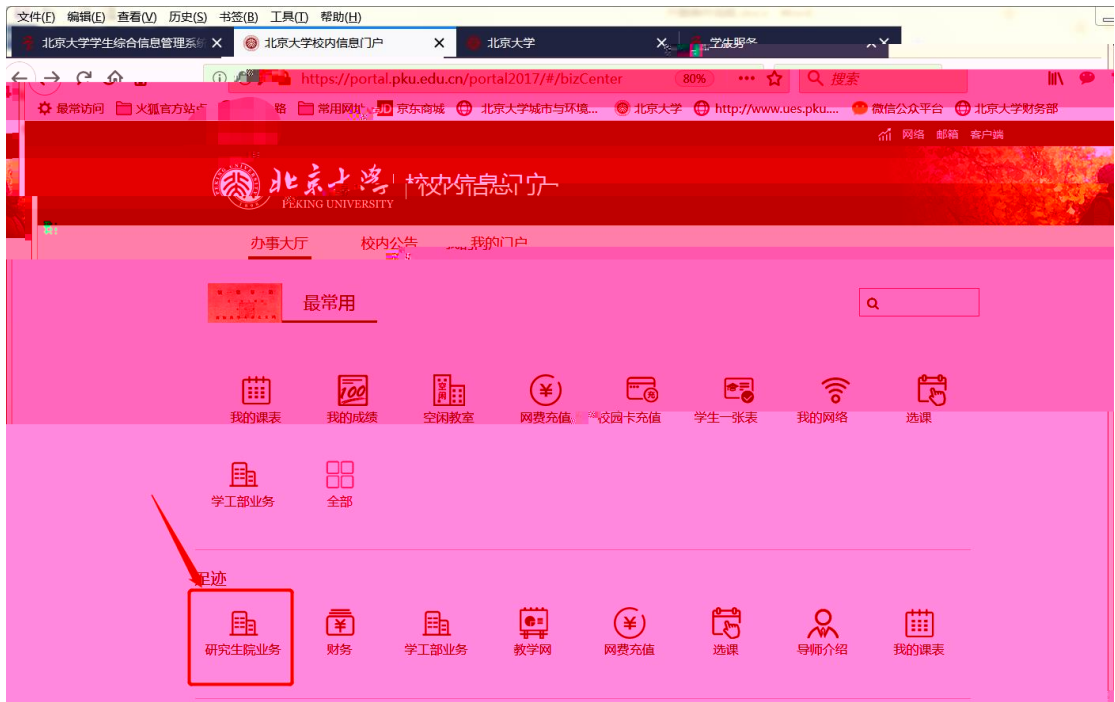 文件(F) 编辑(E) 查看(V) 历史(S) 书签(B) 工具(T) 帮助(H)
北京大学学生综合信息管理系统 北京大学校内信息门户 北京大学
https://portal.pku.edu.cn/portal2017/#/bizCenter 80% 搜索
最常访问 火狐官方站点 常用网址 JD 京东商城 北京大学城市与环境... 北京大学 http://www.ues.pku.... 微信公众平台 北京大学财务部
网络 邮箱 客户端
北京大学 PEKING UNIVERSITY 校内信息门户
办事大厅 校内公告 我的门户
最常用
我的课表 我的成绩 空闲教室 网费充值 校园卡充值 学生一张表 我的网络 选课
学工部业务 全部
足迹
研究生院业务 财务 学工部业务 教学网 网费充值 选课 导师介绍 我的课表